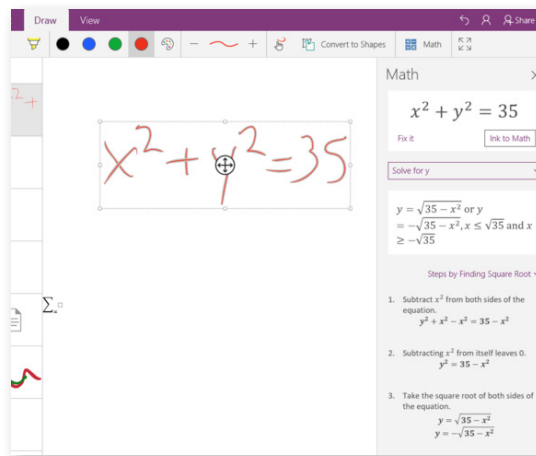 Draw View Share
Convert to Shapes Math
Math
x² + y² = 35
Fix it Ink to Math
x² + y² = 35
Solve for y
y = √35 − x² or y
= −√35 − x², x ≤ √35 and x
≥ −√35
Steps by Finding Square Root
1. Subtract x² from both sides of the
equation.
y² + x² − x² = 35 − x²
2. Subtracting x² from itself leaves 0.
y² = 35 − x²
3. Take the square root of both sides of
the equation.
y = √35 − x²
y = −√35 − x²
2 +
Σ